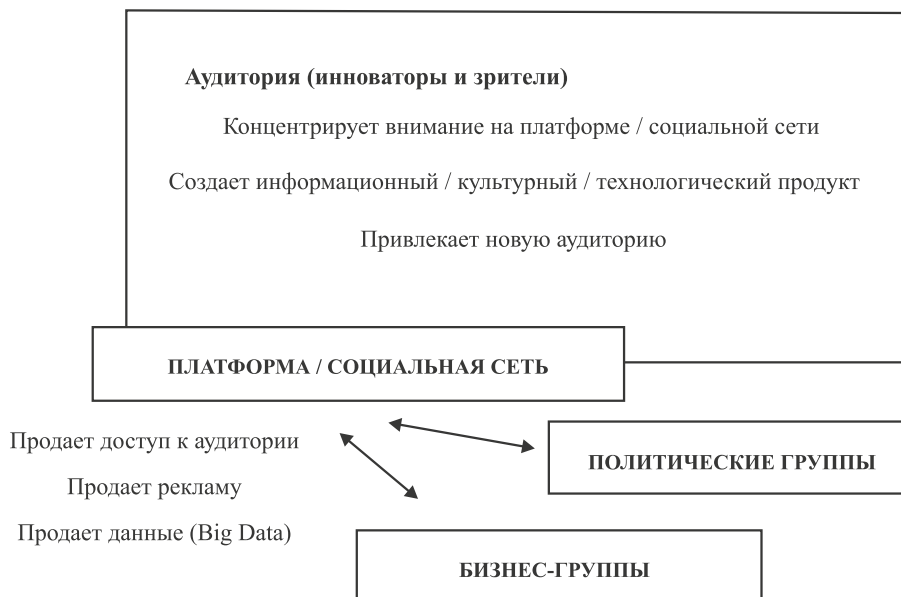 Аудитория (инноваторы и зрители)
Концентрирует внимание на платформе / социальной сети
Создает информационный / культурный / технологический продукт
Привлекает новую аудиторию
ПЛАТФОРМА / СОЦИАЛЬНАЯ СЕТЬ
Продает доступ к аудитории
Продает рекламу
Продает данные (Big Data)
ПОЛИТИЧЕСКИЕ ГРУППЫ
БИЗНЕС-ГРУППЫ